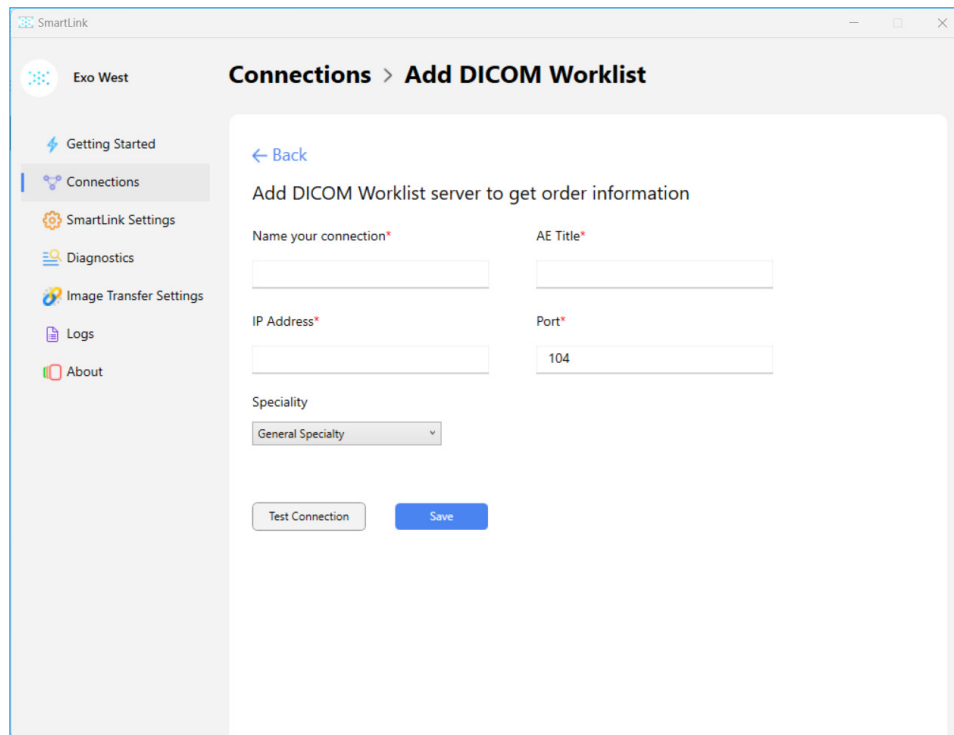 SmartLink
Exo West
Connections > Add DICOM Worklist
Getting Started
Connections
SmartLink Settings
Diagnostics
Image Transfer Settings
Logs
About
← Back
Add DICOM Worklist server to get order information
Name your connection* AE Title*
IP Address* Port*
104
Speciality
General Specialty
Test Connection Save